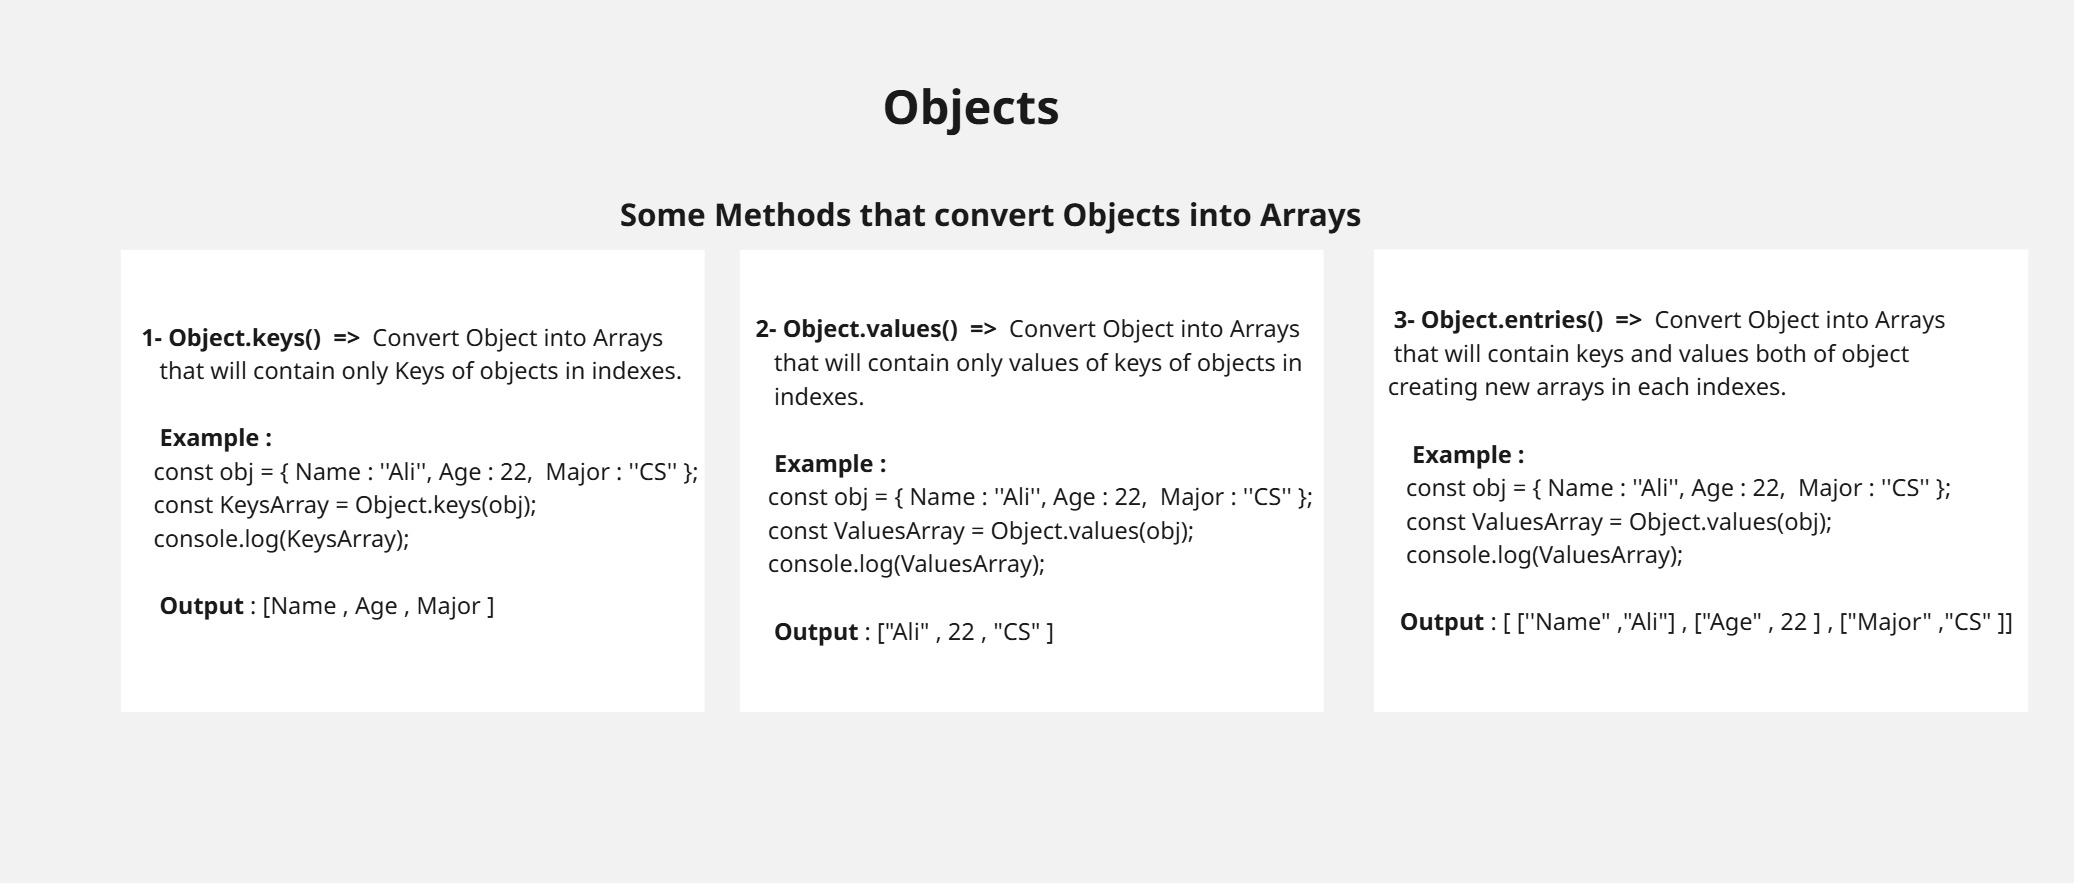 Objects
Some Methods that convert Objects into Arrays
1- Object.keys()  =>  Convert Object into Arrays
that will contain only Keys of objects in indexes.
Example :
const obj = { Name : ''Ali'', Age : 22,  Major : ''CS'' };
const KeysArray = Object.keys(obj);
console.log(KeysArray);
Output : [Name , Age , Major ]
2- Object.values()  =>  Convert Object into Arrays
that will contain only values of keys of objects in
indexes.
Example :
const obj = { Name : ''Ali'', Age : 22,  Major : ''CS'' };
const ValuesArray = Object.values(obj);
console.log(ValuesArray);
Output : ["Ali" , 22 , "CS" ]
3- Object.entries()  =>  Convert Object into Arrays
that will contain keys and values both of object
creating new arrays in each indexes.
Example :
const obj = { Name : ''Ali'', Age : 22,  Major : ''CS'' };
const ValuesArray = Object.values(obj);
console.log(ValuesArray);
Output : [ [''Name" ,"Ali"] , ["Age" , 22 ] , ["Major" ,"CS" ]]